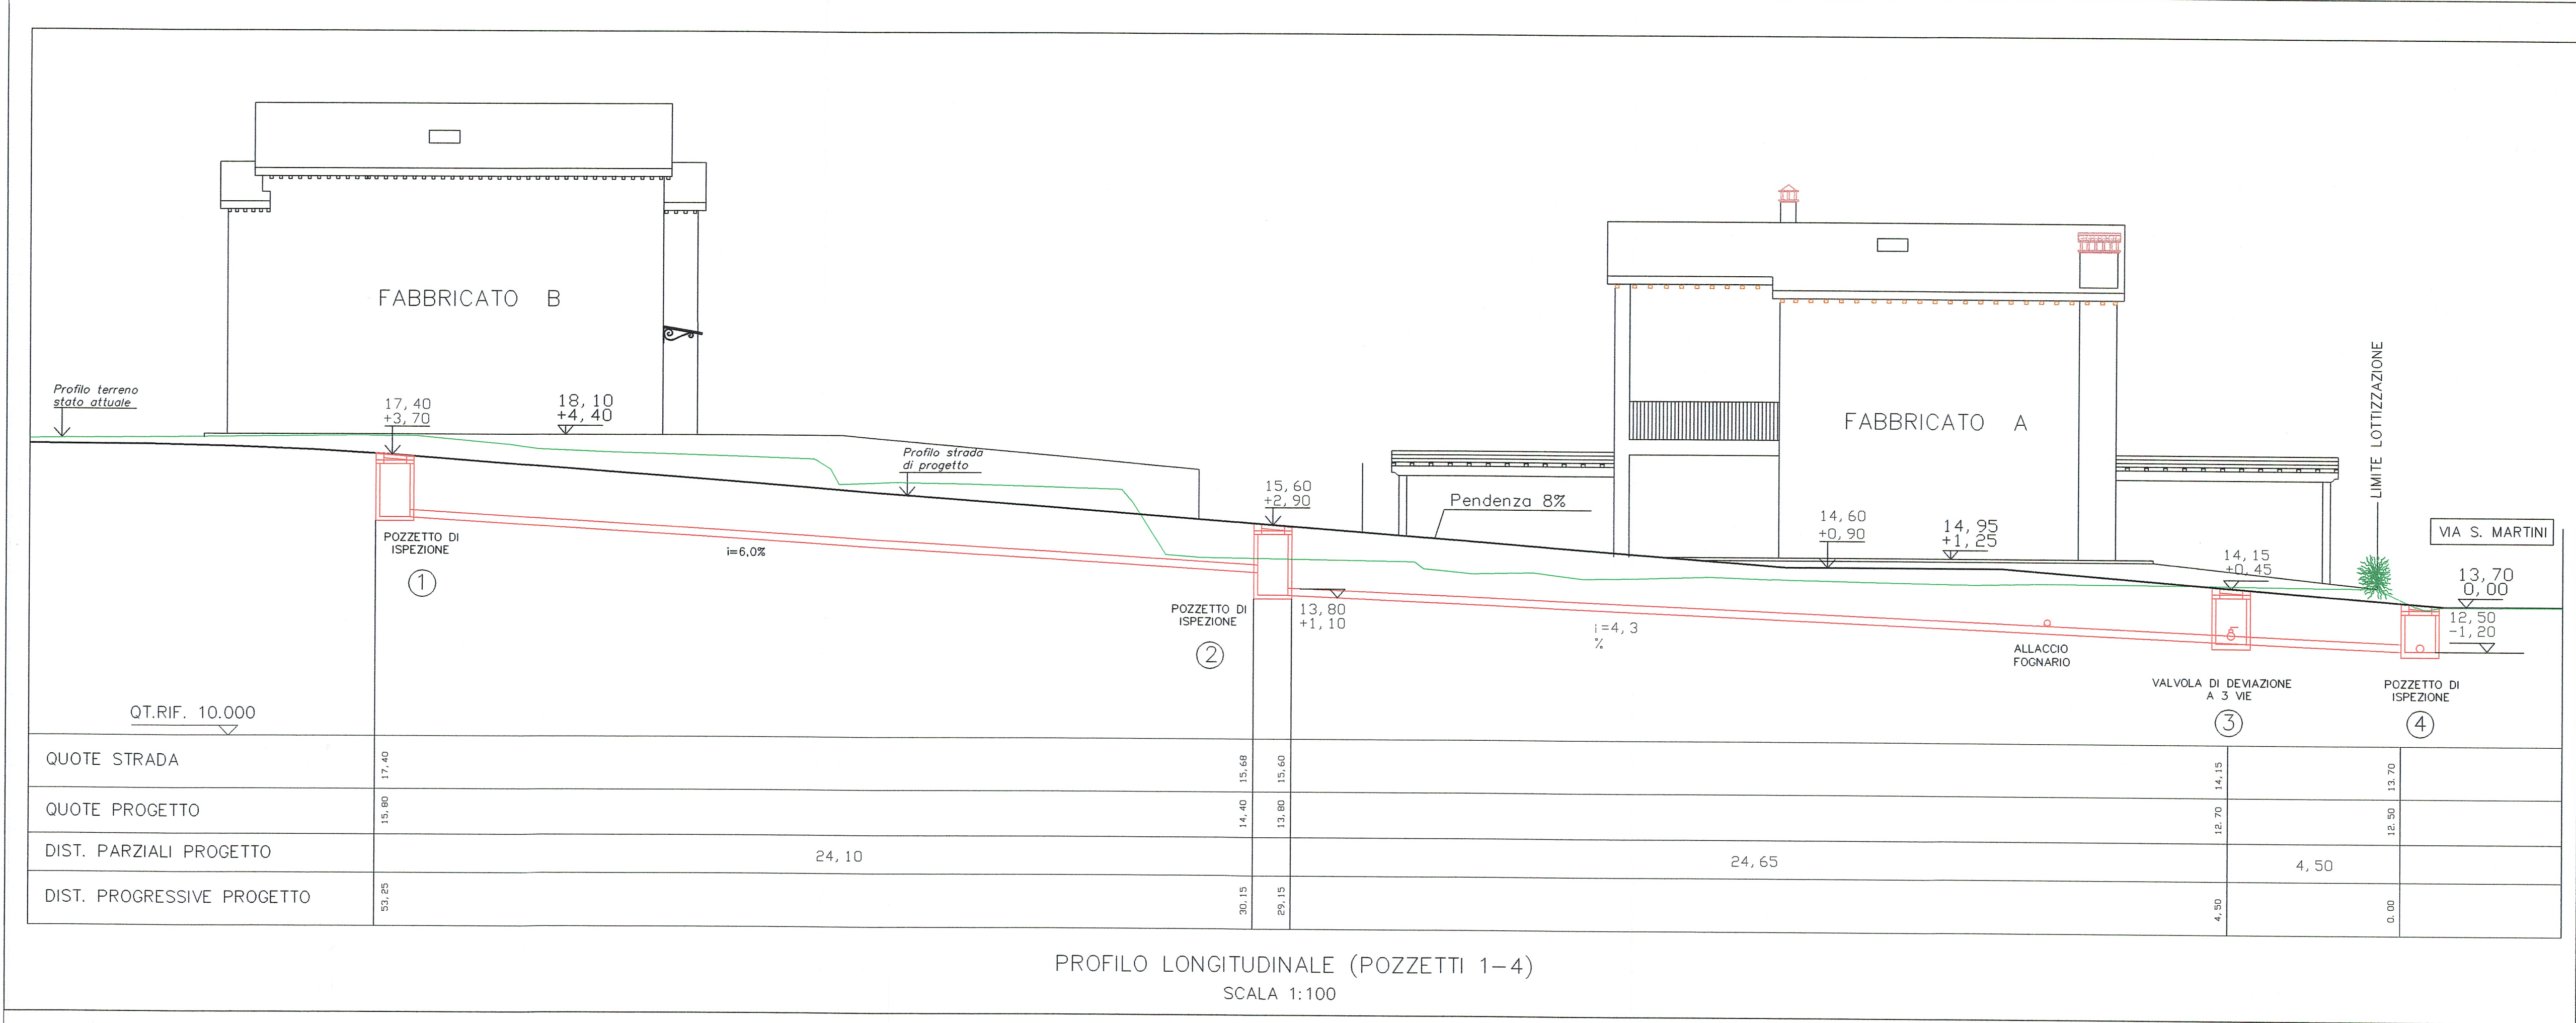 FABBRICATO B
Profilo terreno
stato attuale
17,40
+3,70
18,10
+4,40
Profilo strada
di progetto
15,60
+2,90
Pendenza 8%
FABBRICATO A
14,60
+0,90
14,95
+1,25
LIMITE LOTTIZZAZIONE
VIA S. MARTINI
14,15
+0,45
13,70
0,00
POZZETTO DI
ISPEZIONE
1
i=6,0%
POZZETTO DI
ISPEZIONE
2
13,80
+1,10
i=4,3
%
ALLACCIO
FOGNARIO
12,50
-1,20
VALVOLA DI DEVIAZIONE
A 3 VIE
3
POZZETTO DI
ISPEZIONE
4
QT.RIF. 10.000
QUOTE STRADA 17,40 15,68 15,60 14,15 13.70
QUOTE PROGETTO 15,80 14,40 13,80 12.70 12.50
DIST. PARZIALI PROGETTO 24,10 24,65 4,50
DIST. PROGRESSIVE PROGETTO 53,25 30,15 29,15 4,50 0.00
PROFILO LONGITUDINALE (POZZETTI 1-4)
SCALA 1:100